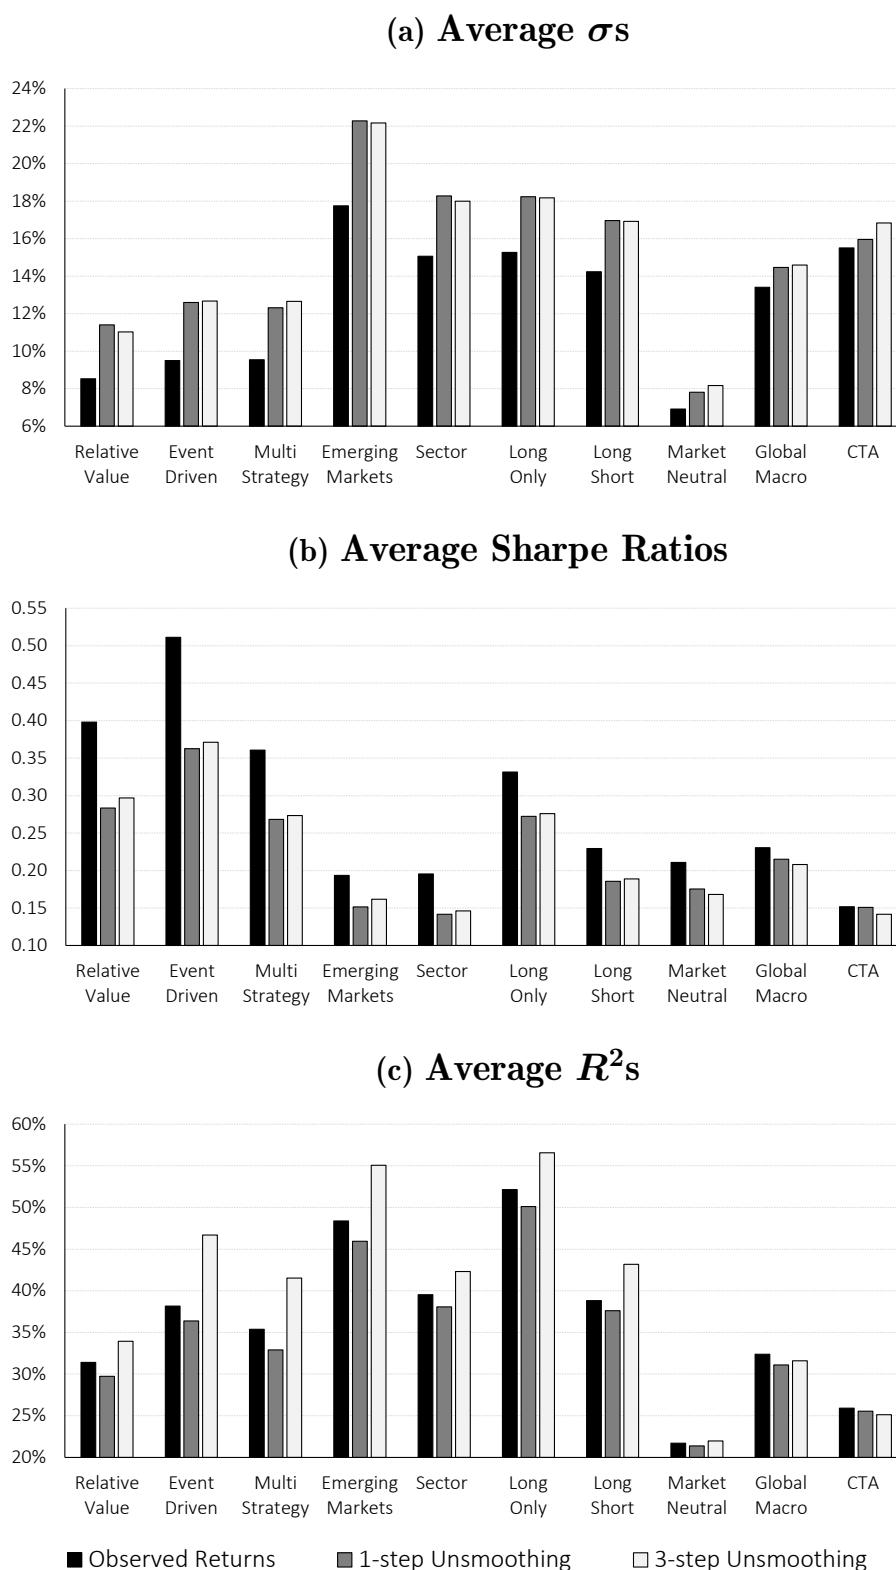 (a) Average σs
24%
22%
20%
18%
16%
14%
12%
10%
8%
6%
Relative Event Multi Emerging Sector Long Long Market Global CTA
Value Driven Strategy Markets Only Short Neutral Macro
(b) Average Sharpe Ratios
0.55
0.50
0.45
0.40
0.35
0.30
0.25
0.20
0.15
0.10
Relative Event Multi Emerging Sector Long Long Market Global CTA
Value Driven Strategy Markets Only Short Neutral Macro
(c) Average R²s
60%
55%
50%
45%
40%
35%
30%
25%
20%
Relative Event Multi Emerging Sector Long Long Market Global CTA
Value Driven Strategy Markets Only Short Neutral Macro
Observed Returns 1-step Unsmoothing 3-step Unsmoothing